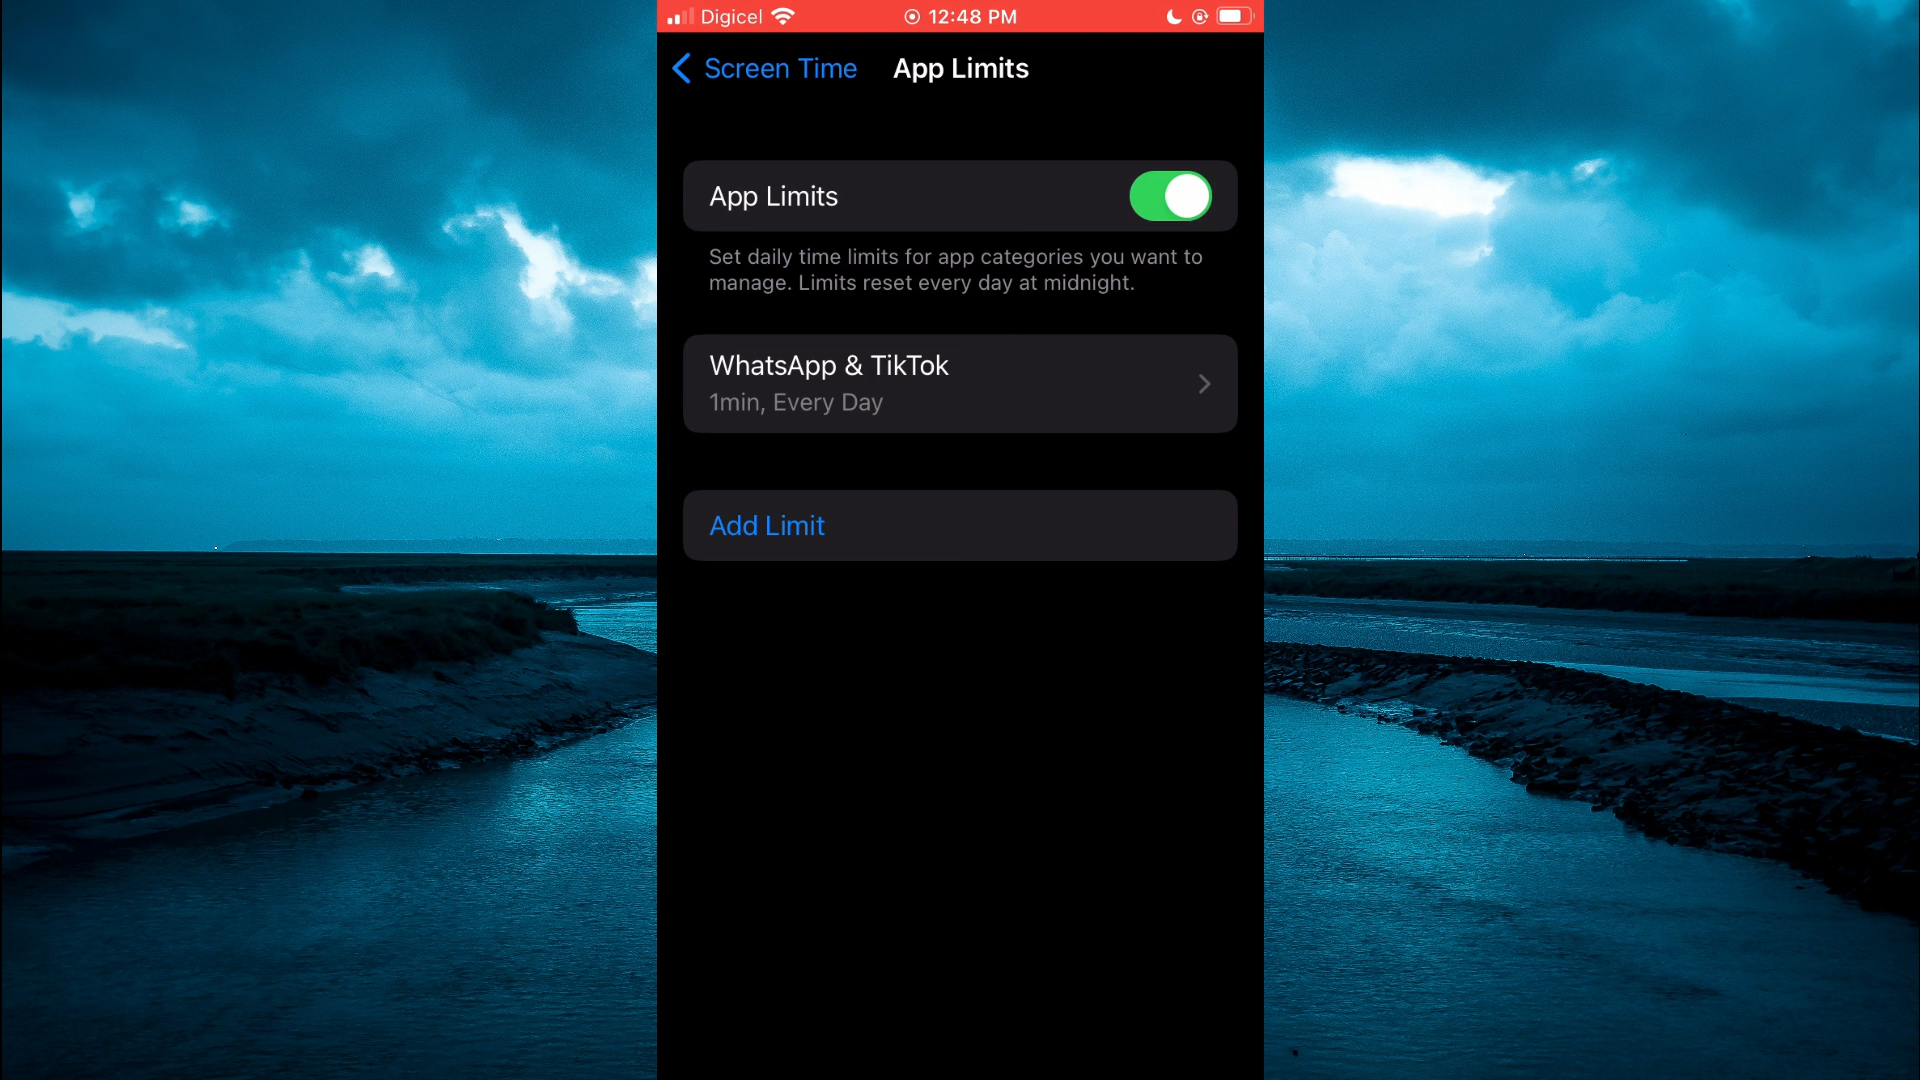 Digicel 12:48 PM
Screen Time App Limits
App Limits
Set daily time limits for app categories you want to
manage. Limits reset every day at midnight.
WhatsApp & TikTok
1min, Every Day
Add Limit